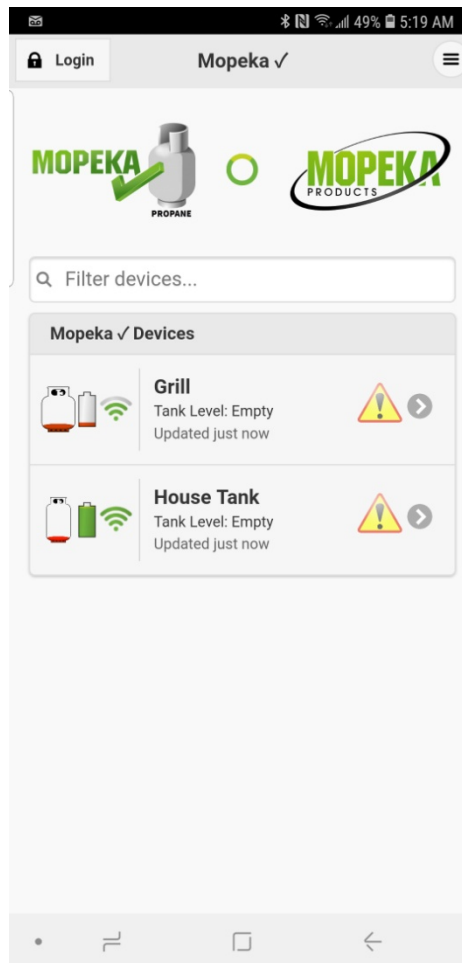 49% 5:19 AM
Login
Mopeka ✓
MOPEKA
PROPANE
MOPEKA
PRODUCTS
Filter devices...
Mopeka ✓ Devices
Grill
Tank Level: Empty
Updated just now
House Tank
Tank Level: Empty
Updated just now